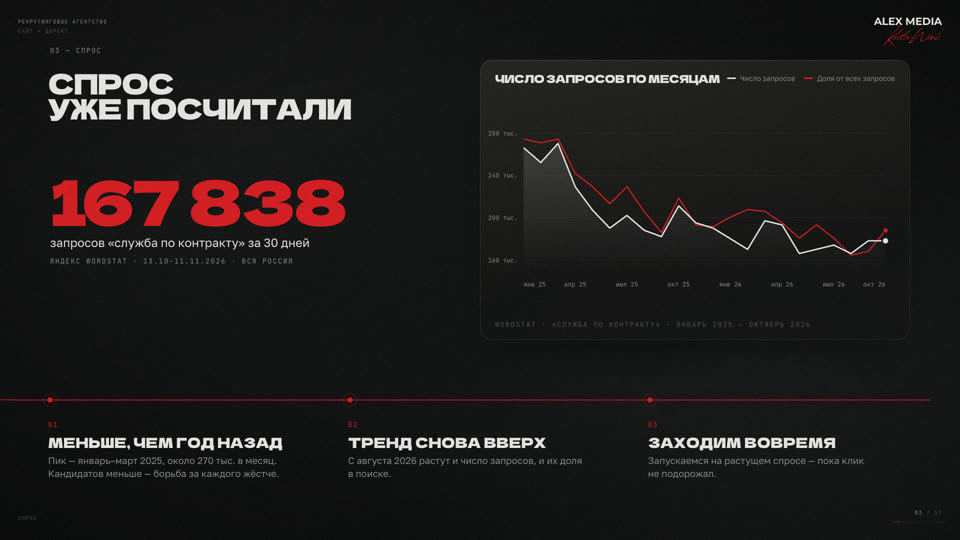 РЕКРУТИНГОВОЕ АГЕНТСТВО
САЙТ + ДИРЕКТ
ALEX MEDIA
03 — СПРОС
СПРОС
УЖЕ ПОСЧИТАЛИ
167 838
запросов «служба по контракту» за 30 дней
ЯНДЕКС WORDSTAT · 13.10–11.11.2026 · ВСЯ РОССИЯ
ЧИСЛО ЗАПРОСОВ ПО МЕСЯЦАМ
Число запросов
Доля от всех запросов
280 тыс.
240 тыс.
200 тыс.
160 тыс.
янв 25 апр 25 июл 25 окт 25 янв 26 апр 26 июл 26 окт 26
WORDSTAT · «СЛУЖБА ПО КОНТРАКТУ» · ЯНВАРЬ 2025 — ОКТЯБРЬ 2026
01
МЕНЬШЕ, ЧЕМ ГОД НАЗАД
Пик — январь–март 2025, около 270 тыс. в месяц.
Кандидатов меньше — борьба за каждого жёстче.
02
ТРЕНД СНОВА ВВЕРХ
С августа 2026 растут и число запросов, и их доля
в поиске.
03
ЗАХОДИМ ВОВРЕМЯ
Запускаемся на растущем спросе — пока клик
не подорожал.
СПРОС
03 / 17